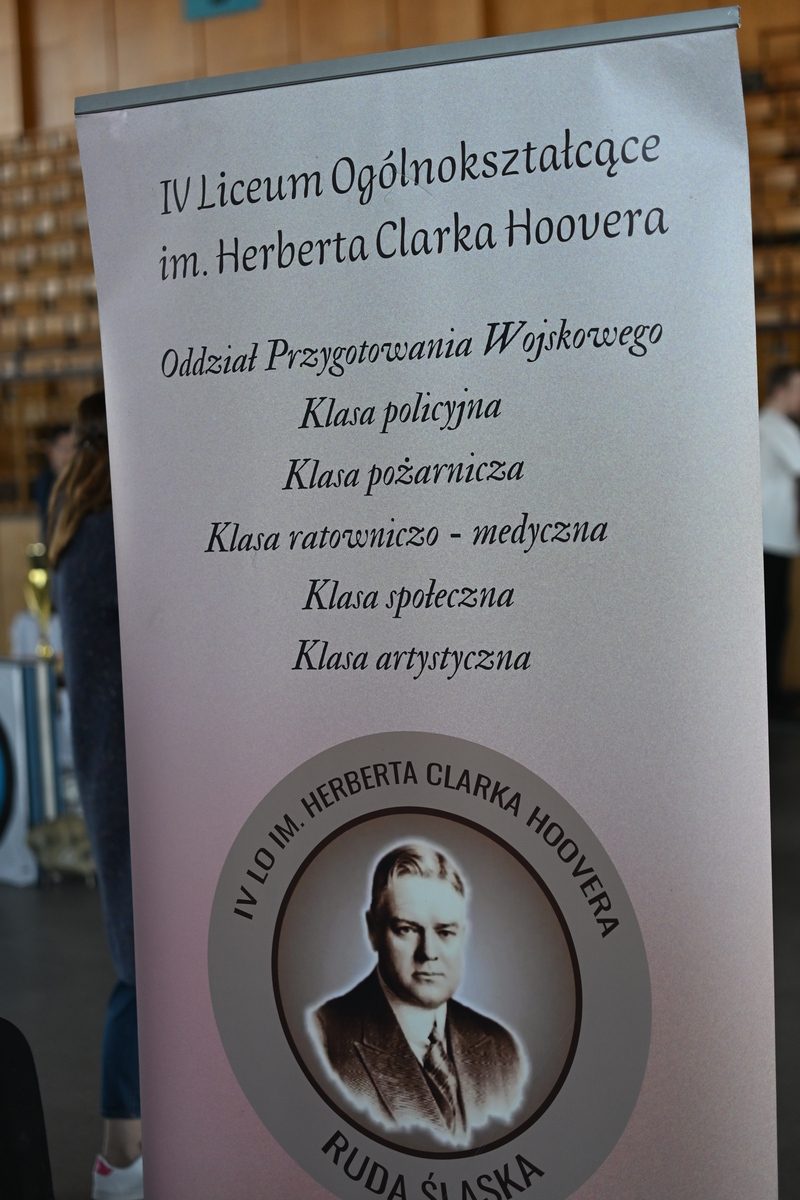 IV Liceum Ogólnokształcące
im. Herberta Clarka Hoovera
Oddział Przygotowania Wojskowego
Klasa policyjna
Klasa pożarnicza
Klasa ratowniczo - medyczna
Klasa społeczna
Klasa artystyczna
IV LO IM. HERBERTA CLARKA HOOVERA
RUDA ŚLĄSKA